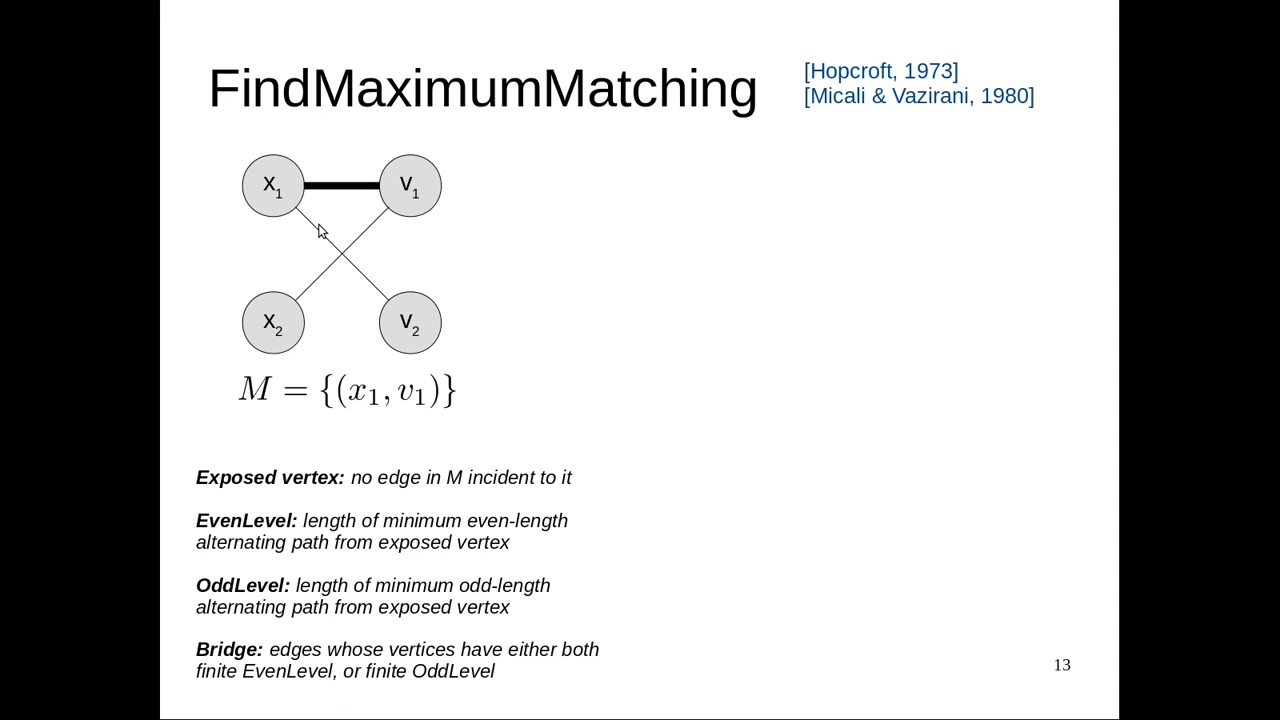 FindMaximumMatching
[Hopcroft, 1973]
[Micali & Vazirani, 1980]
x1 v1
x2 v2
M = {(x1, v1)}
Exposed vertex: no edge in M incident to it
EvenLevel: length of minimum even-length
alternating path from exposed vertex
OddLevel: length of minimum odd-length
alternating path from exposed vertex
Bridge: edges whose vertices have either both
finite EvenLevel, or finite OddLevel
13